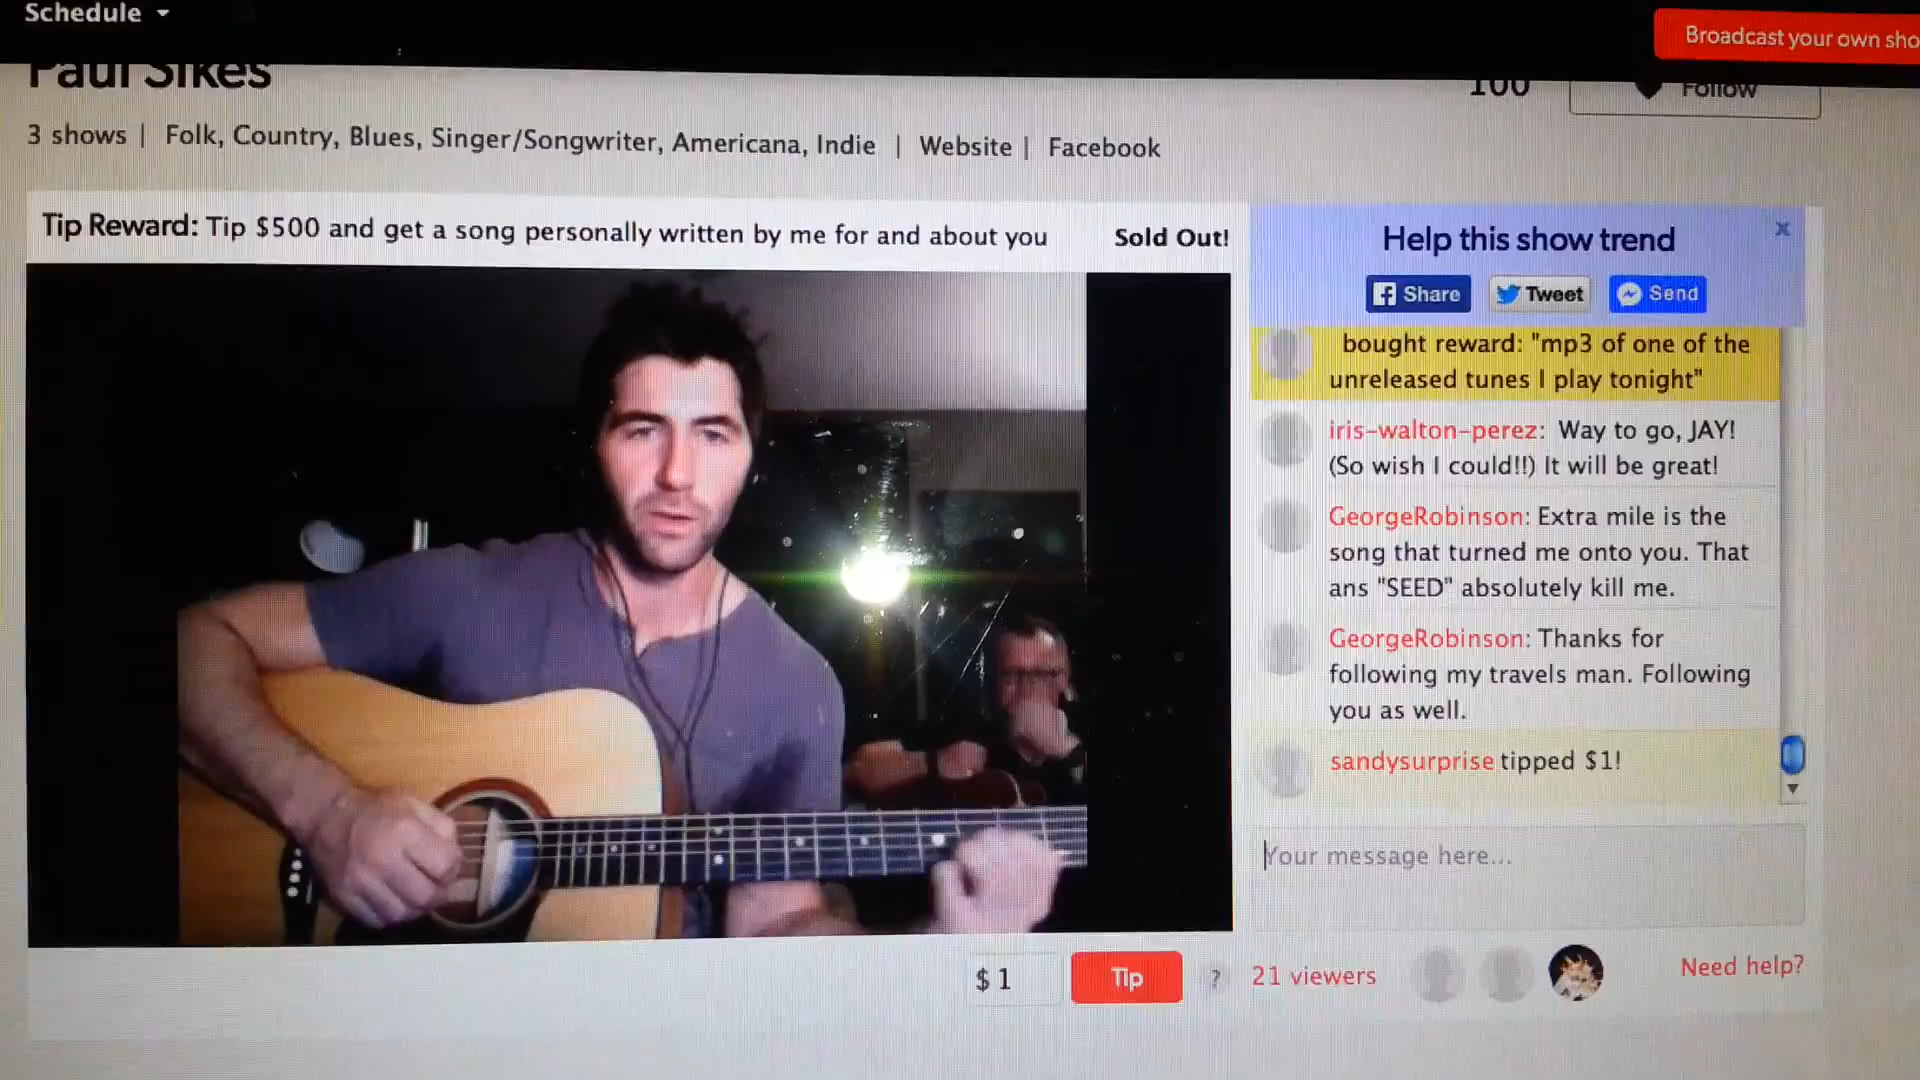 Schedule
Broadcast your own sho
Paul Sikes
100
Follow
3 shows | Folk, Country, Blues, Singer/Songwriter, Americana, Indie | Website | Facebook
Tip Reward: Tip $500 and get a song personally written by me for and about you
Sold Out!
Help this show trend
x
Share
Tweet
Send
bought reward: "mp3 of one of the
unreleased tunes I play tonight"
iris-walton-perez: Way to go, JAY!
(So wish I could!!) It will be great!
GeorgeRobinson: Extra mile is the
song that turned me onto you. That
ans "SEED" absolutely kill me.
GeorgeRobinson: Thanks for
following my travels man. Following
you as well.
sandysurprise tipped $1!
Your message here...
$ 1
Tip
?
21 viewers
Need help?